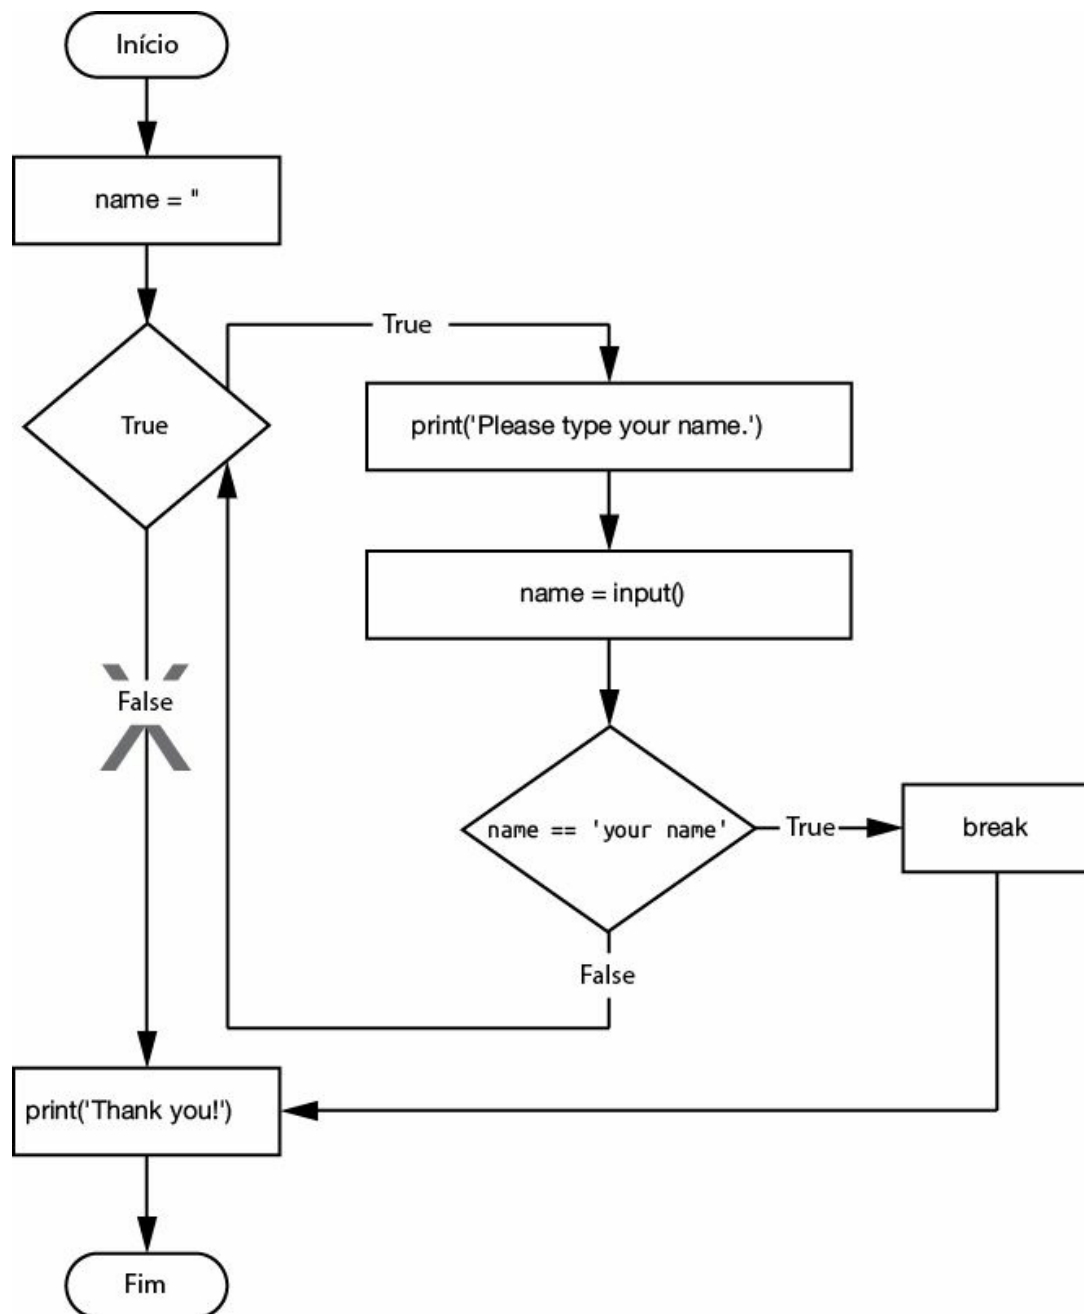 Início
name = ''
True
True
print('Please type your name.')
name = input()
False
name == 'your name'
True
break
False
print('Thank you!')
Fim